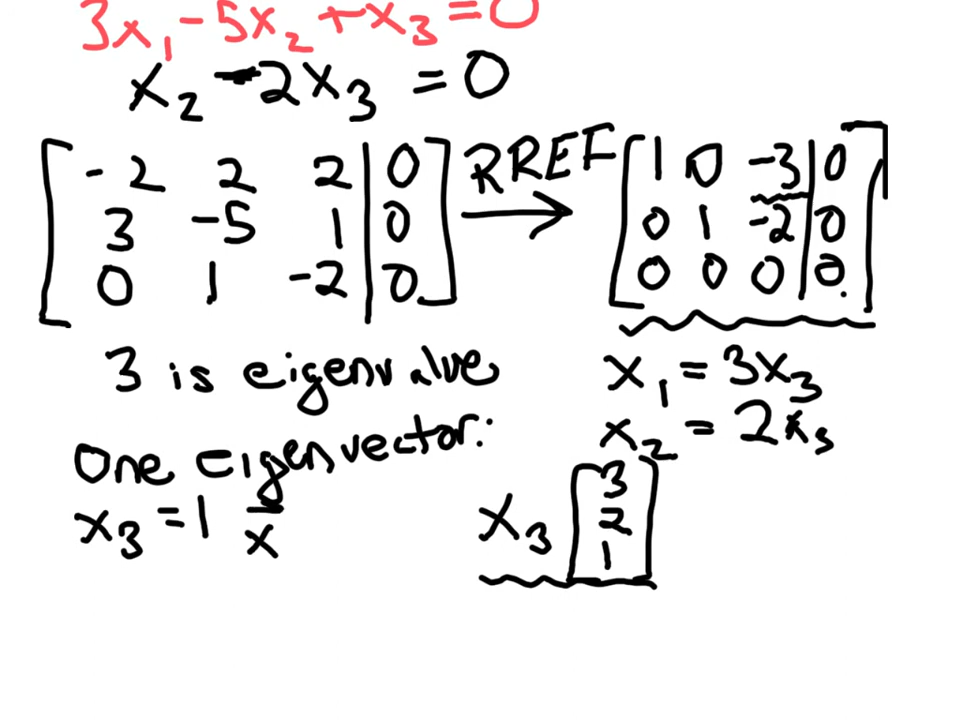 3x₁ - 5x₂ + x₃ = 0
x₂ - 2x₃ = 0
[ -2 2 2 | 0 ] RREF → [ 1 0 -3 | 0 ]
[ 3 -5 1 | 0 ] [ 0 1 -2 | 0 ]
[ 0 1 -2 | 0 ] [ 0 0 0 | 0 ]
3 is eigenvalue
x₁ = 3x₃
One eigenvector:
x₂ = 2x₃
x₃ = 1 x̄
x₃ [ 3 2 1 ]